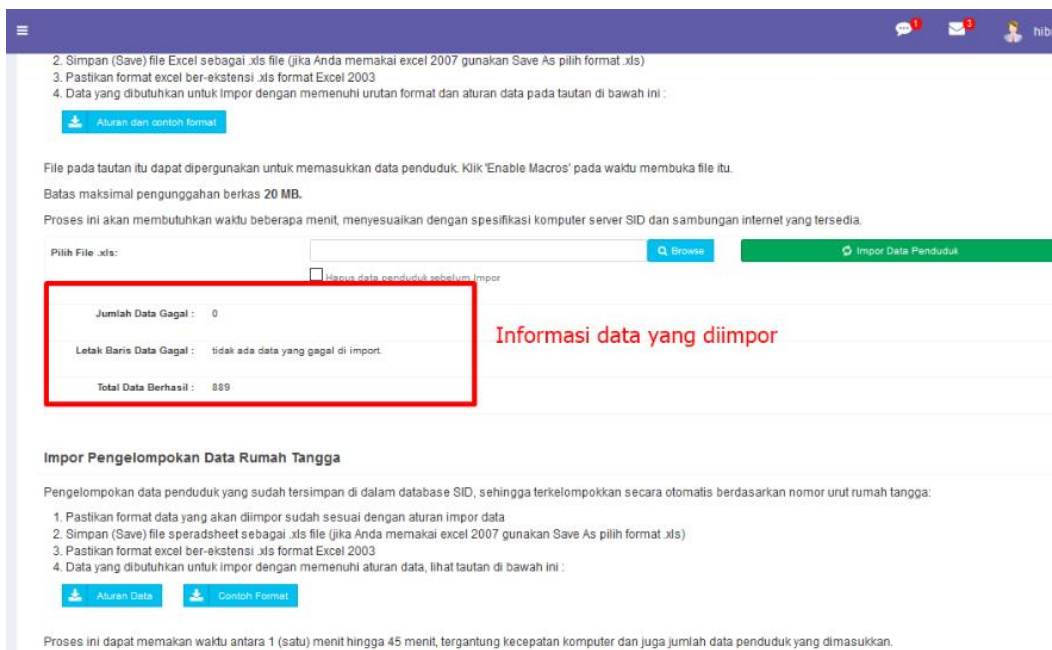 1
3
2. Simpan (Save) file Excel sebagai .xls file (jika Anda memakai excel 2007 gunakan Save As pilih format .xls)
3. Pastikan format excel ber-ekstensi .xls format Excel 2003
4. Data yang dibutuhkan untuk Impor dengan memenuhi urutan format dan aturan data pada tautan di bawah ini :
Aturan dan contoh format
File pada tautan itu dapat dipergunakan untuk memasukkan data penduduk. Klik 'Enable Macros' pada waktu membuka file itu.
Batas maksimal pengunggahan berkas 20 MB.
Proses ini akan membutuhkan waktu beberapa menit, menyesuaikan dengan spesifikasi komputer server SID dan sambungan internet yang tersedia.
Pilih File .xls:
Browse
Impor Data Penduduk
Hapus data penduduk sebelum Impor
Jumlah Data Gagal : 0
Informasi data yang diimpor
Letak Baris Data Gagal : tidak ada data yang gagal di import.
Total Data Berhasil : 889
Impor Pengelompokan Data Rumah Tangga
Pengelompokan data penduduk yang sudah tersimpan di dalam database SID, sehingga terkelompokkan secara otomatis berdasarkan nomor urut rumah tangga:
1. Pastikan format data yang akan diimpor sudah sesuai dengan aturan impor data
2. Simpan (Save) file speradsheet sebagai .xls file (jika Anda memakai excel 2007 gunakan Save As pilih format .xls)
3. Pastikan format excel ber-ekstensi .xls format Excel 2003
4. Data yang dibutuhkan untuk impor dengan memenuhi aturan data, lihat tautan di bawah ini :
Aturan Data
Contoh Format
Proses ini dapat memakan waktu antara 1 (satu) menit hingga 45 menit, tergantung kecepatan komputer dan juga jumlah data penduduk yang dimasukkan.